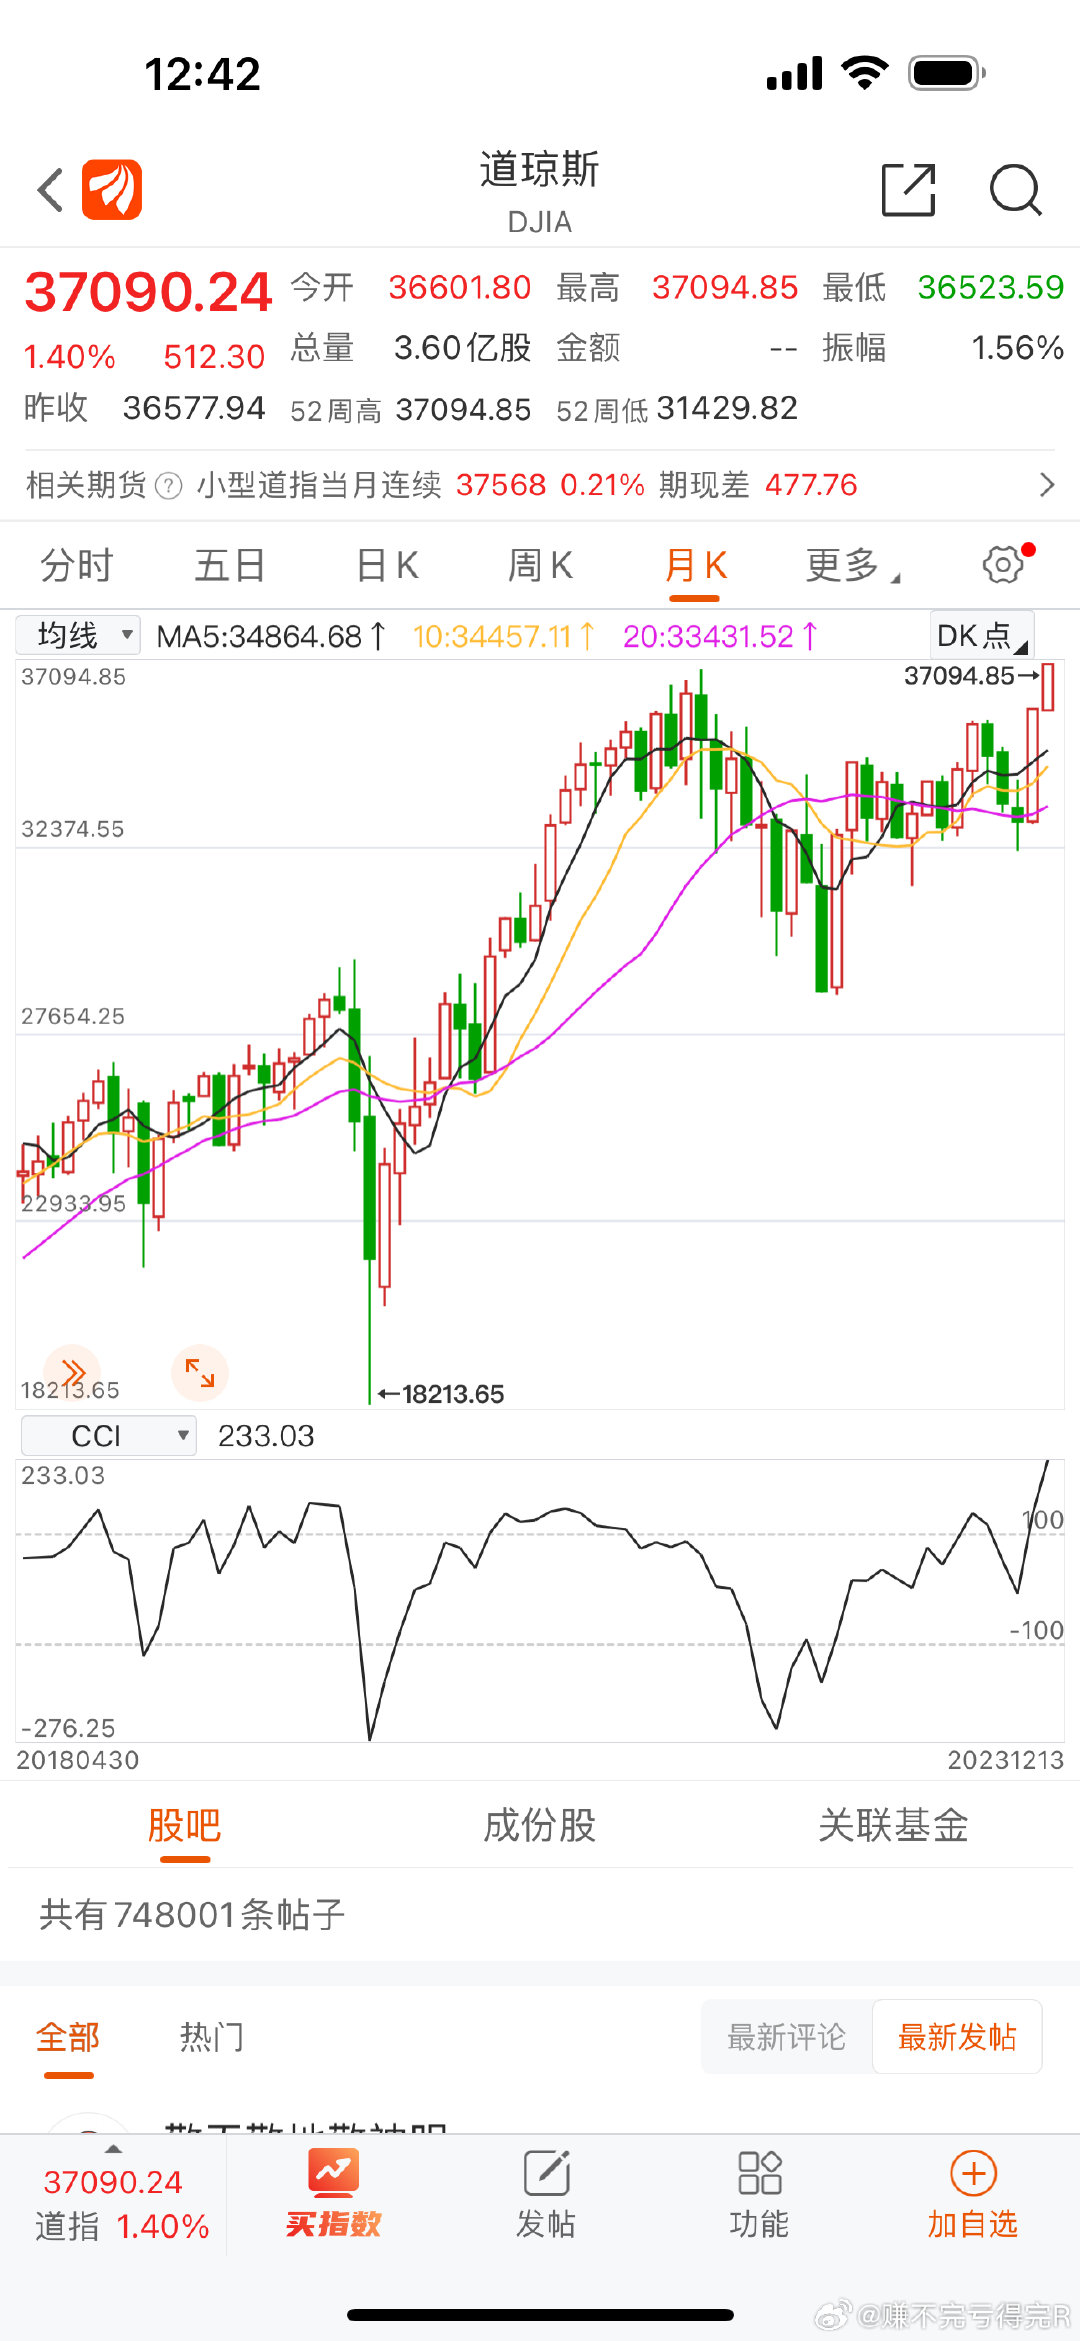 12:42
道琼斯
DJIA
37090.24 今开 36601.80 最高 37094.85 最低 36523.59
1.40% 512.30 总量 3.60亿股 金额 -- 振幅 1.56%
昨收 36577.94 52周高 37094.85 52周低 31429.82
相关期货 ? 小型道指当月连续 37568 0.21% 期现差 477.76
分时 五日 日K 周K 月K 更多
均线 MA5:34864.68↑ 10:34457.11↑ 20:33431.52↑ DK点
37094.85 37094.85→
32374.55
27654.25
22933.95
18213.65 ←18213.65
CCI 233.03
233.03
100
-100
-276.25
20180430 20231213
股吧 成份股 关联基金
共有748001条帖子
全部 热门 最新评论 最新发帖
敬天敬地敬神明
37090.24
道指 1.40% 买指数 发帖 功能 加自选
@赚不完亏得完R